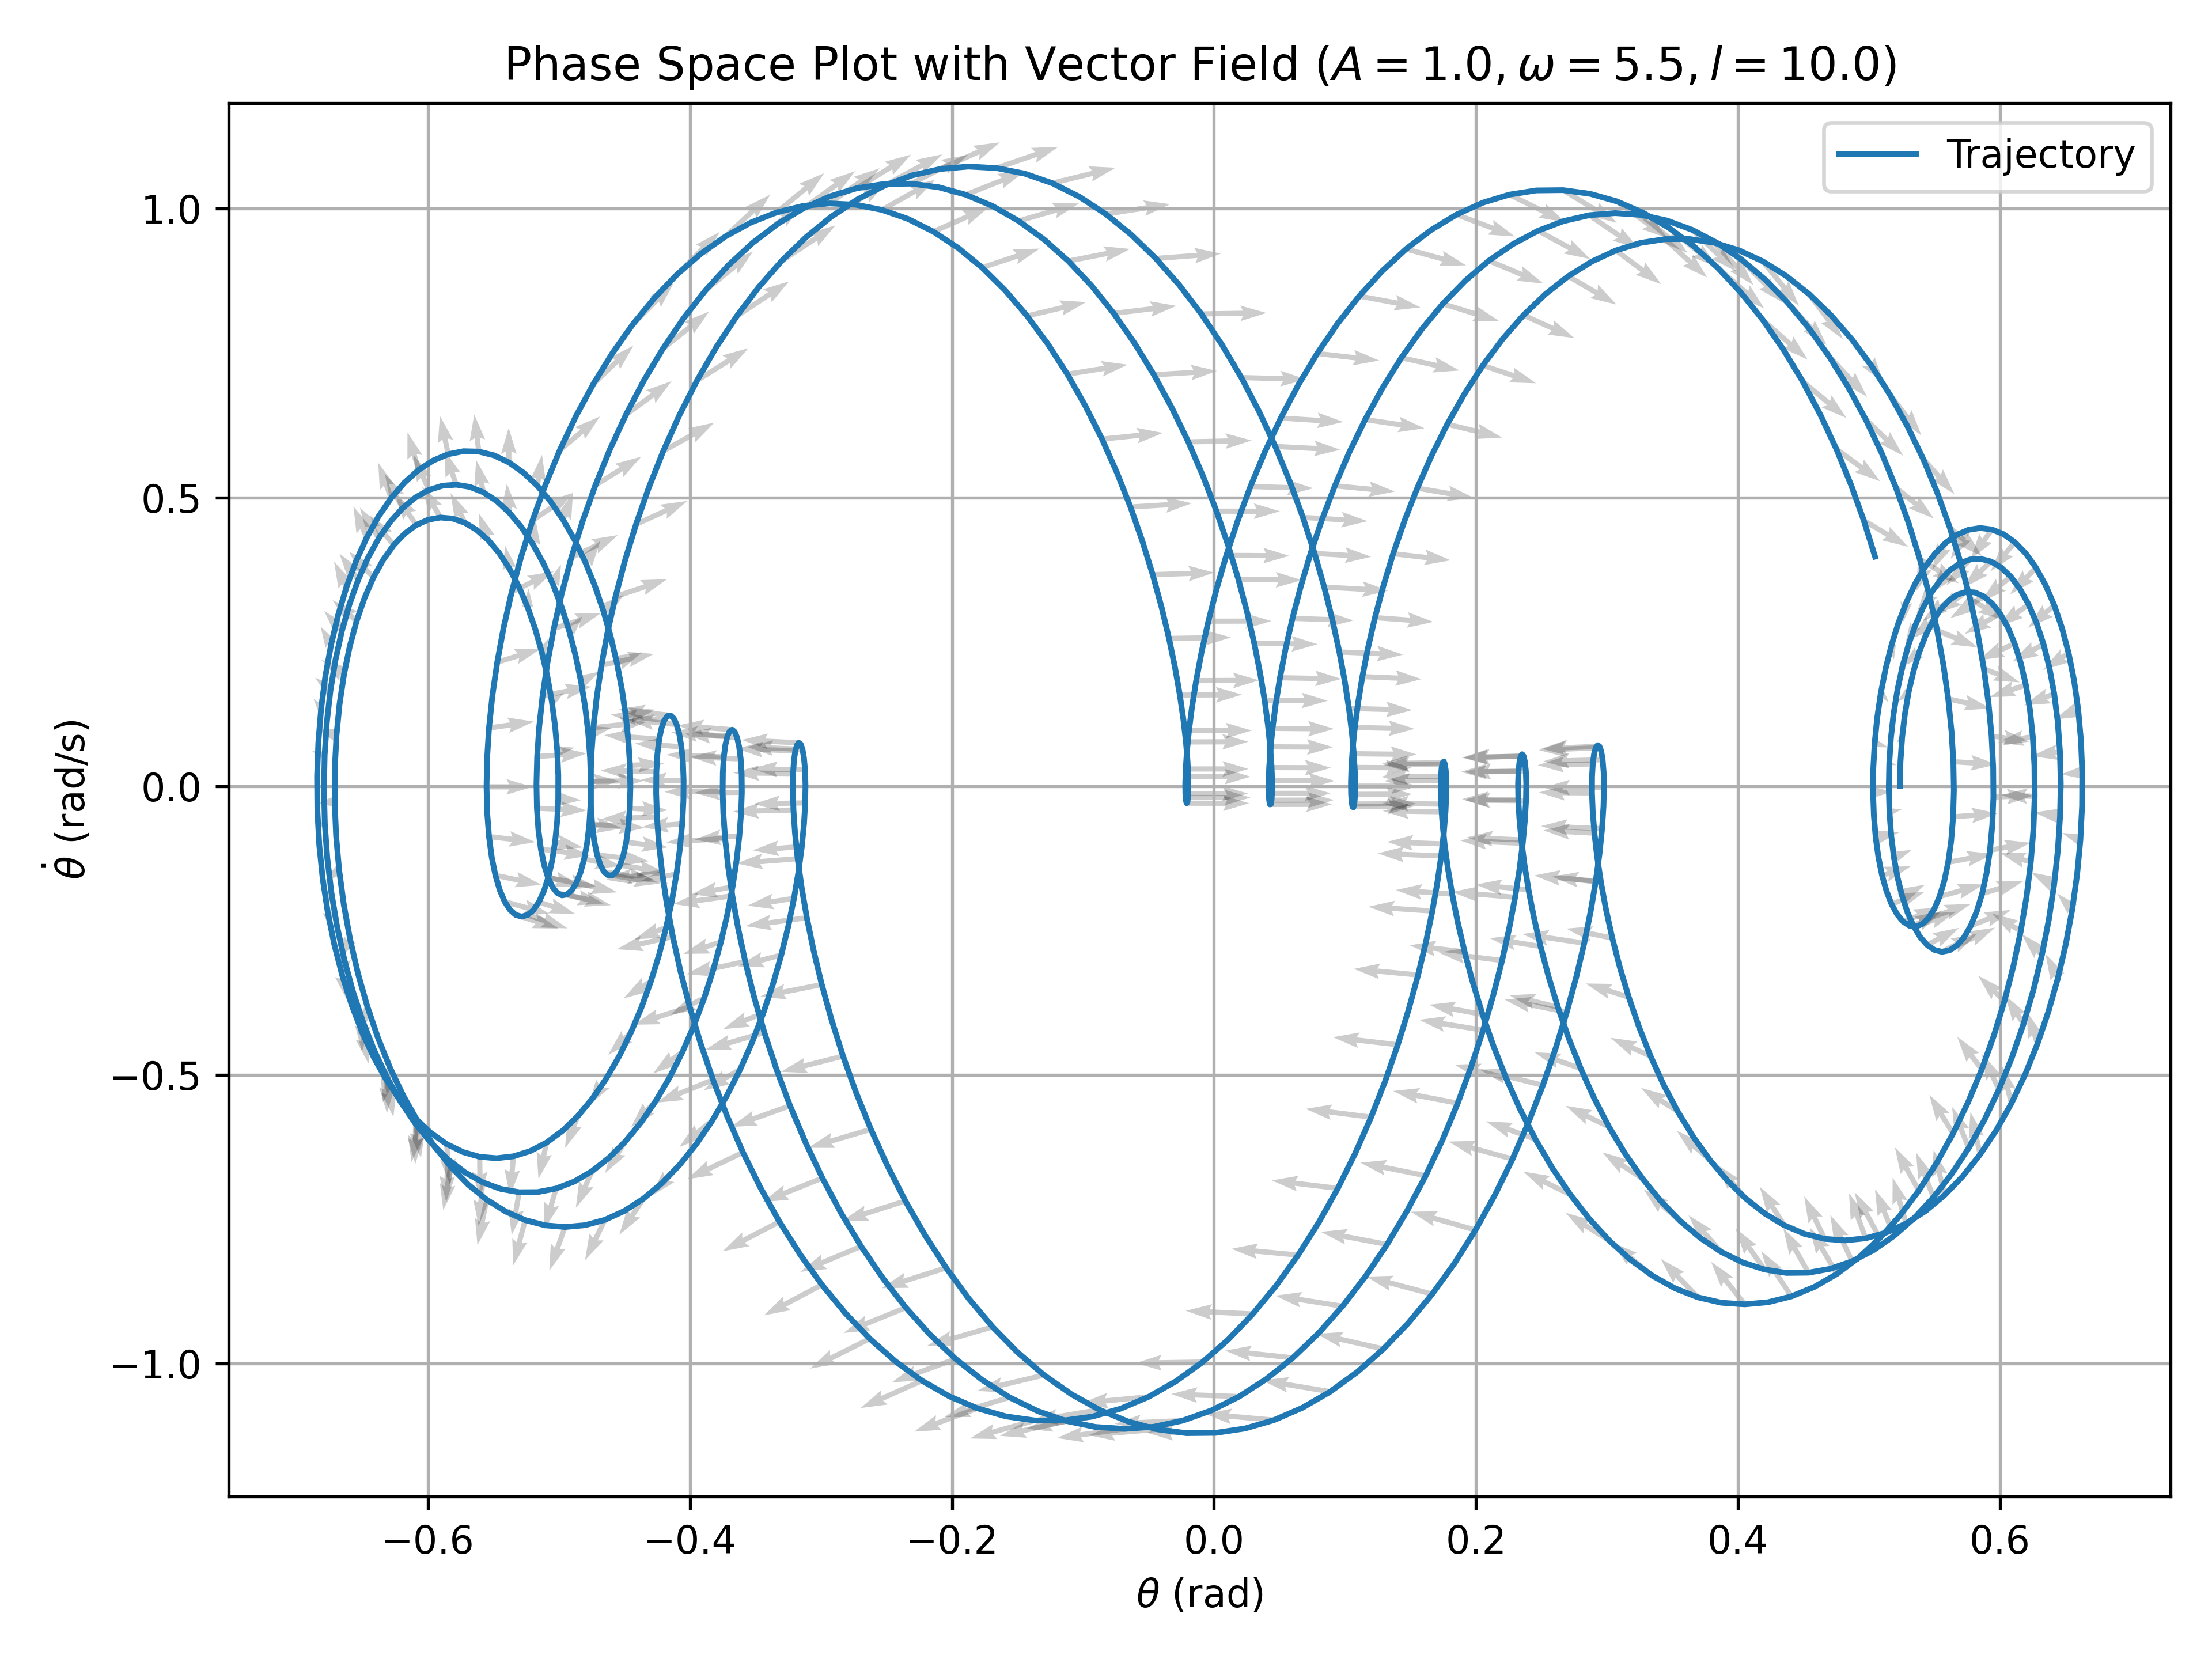 Phase Space Plot with Vector Field (A = 1.0, ω = 5.5, l = 10.0)
Trajectory
1.0
0.5
0.0
−0.5
−1.0
θ̇ (rad/s)
−0.6 −0.4 −0.2 0.0 0.2 0.4 0.6
θ (rad)